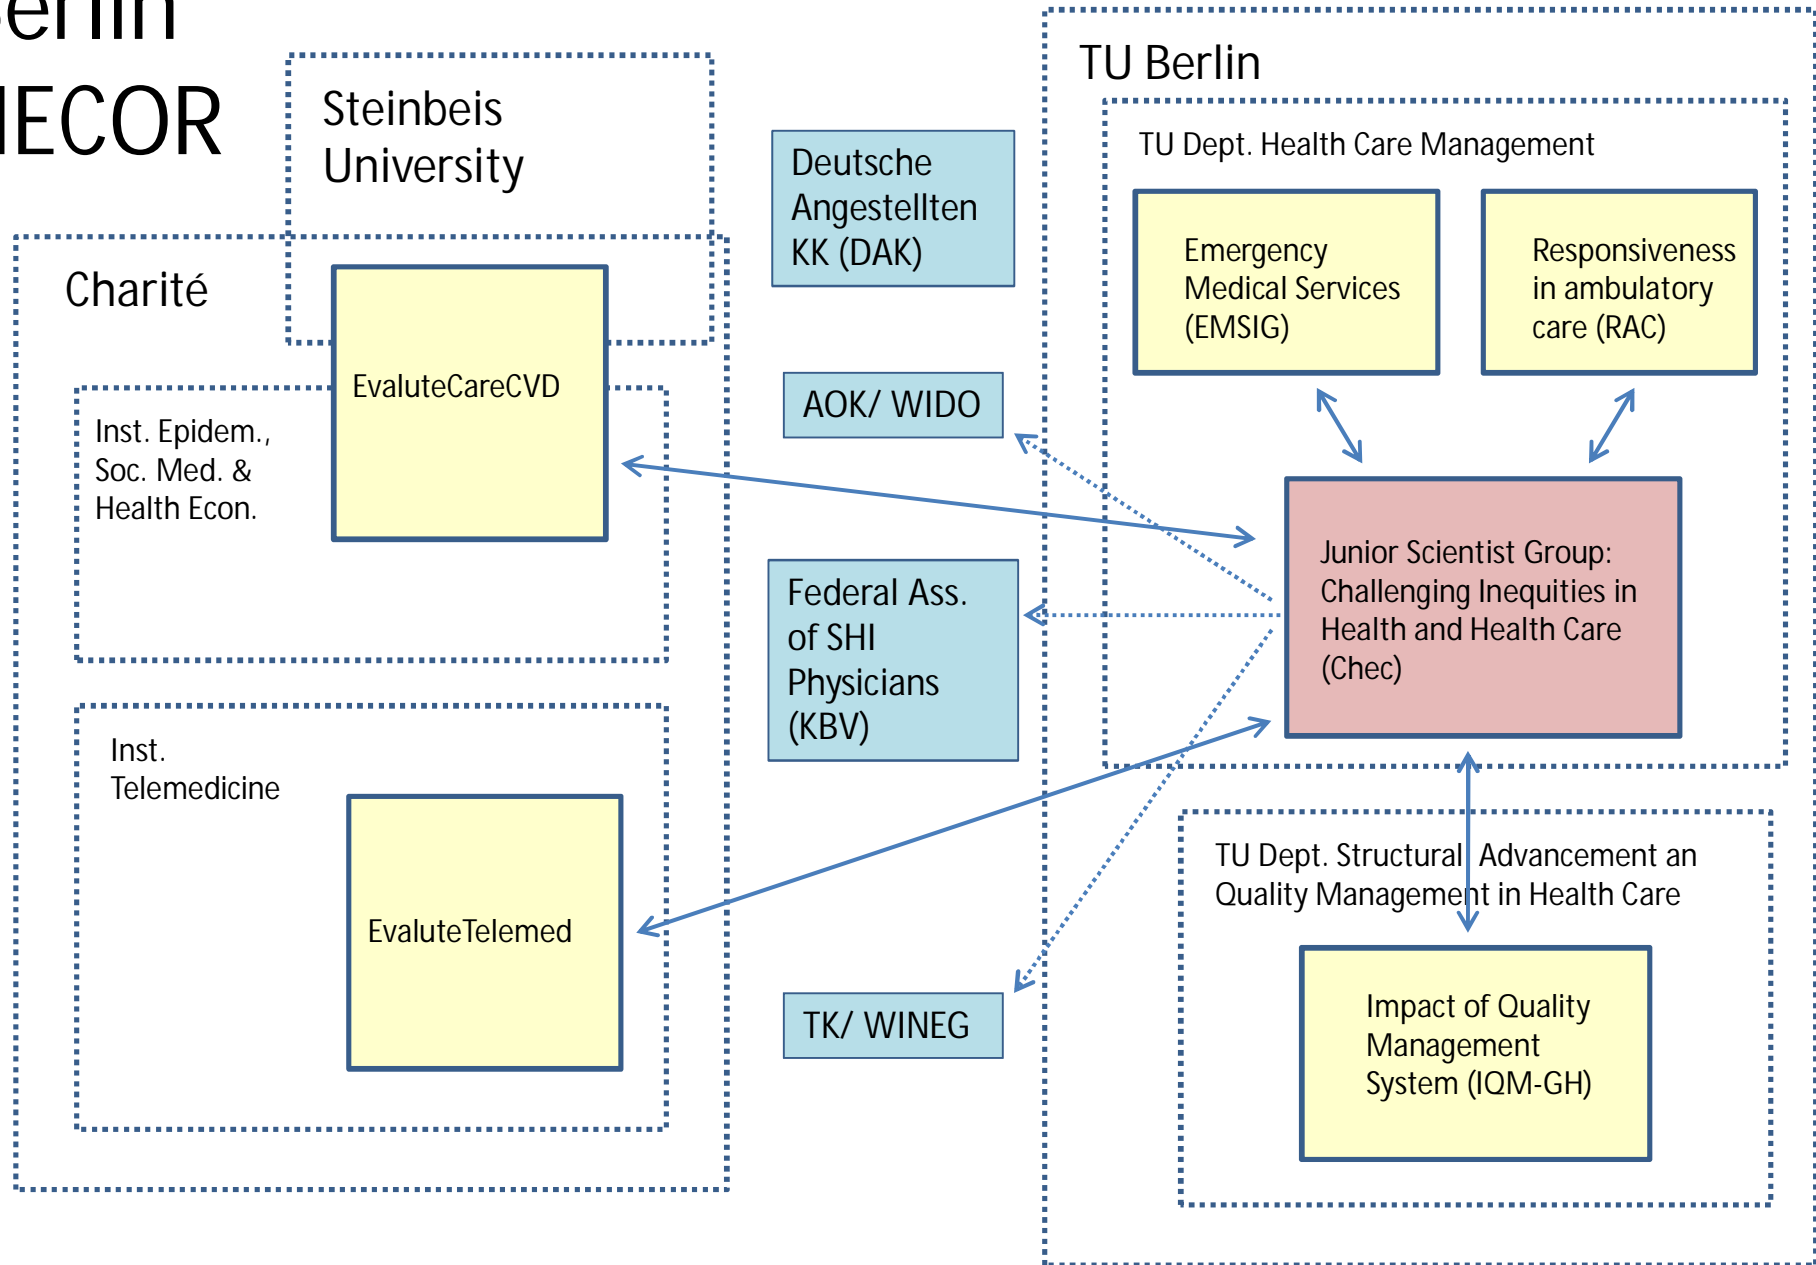 Steinbeis
University
Charité
EvaluteCareCVD
Inst. Epidem.,
Soc. Med. &
Health Econ.
Inst.
Telemedicine
EvaluteTelemed
Deutsche
Angestellten
KK (DAK)
AOK/ WIDO
Federal Ass.
of SHI
Physicians
(KBV)
TK/ WINEG
TU Berlin
TU Dept. Health Care Management
Emergency
Medical Services
(EMSIG)
Responsiveness
in ambulatory
care (RAC)
Junior Scientist Group:
Challenging Inequities in
Health and Health Care
(Chec)
TU Dept. Structural Advancement an
Quality Management in Health Care
Impact of Quality
Management
System (IQM-GH)